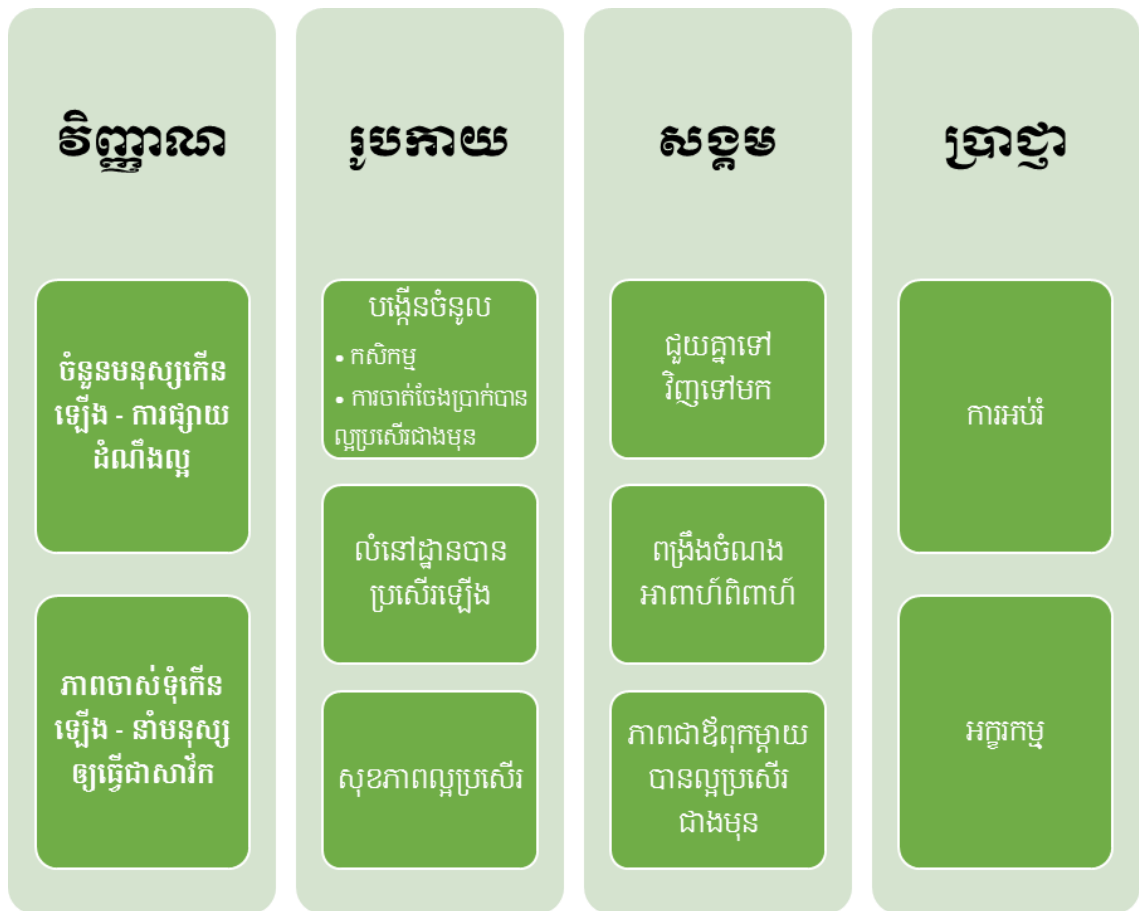 វិញ្ញាណ
ចំនួនមនុស្សកើន
ឡើង - ការផ្សាយ
ដំណឹងល្អ
ភាពចាស់ទុំកើន
ឡើង - នាំមនុស្ស
ឲ្យធ្វើជាសាវ័ក
រូបកាយ
បង្កើនចំនូល
• កសិកម្ម
• ការចាត់ចែងប្រាក់បាន
ល្អប្រសើរជាងមុន
លំនៅដ្ឋានបាន
ប្រសើរឡើង
សុខភាពល្អប្រសើរ
សង្គម
ជួយគ្នាទៅ
វិញទៅមក
ពង្រឹងចំណង
អាពាហ៍ពិពាហ៍
ភាពជាឪពុកម្ដាយ
បានល្អប្រសើរ
ជាងមុន
ប្រាជ្ញា
ការអប់រំ
អក្ខរកម្ម